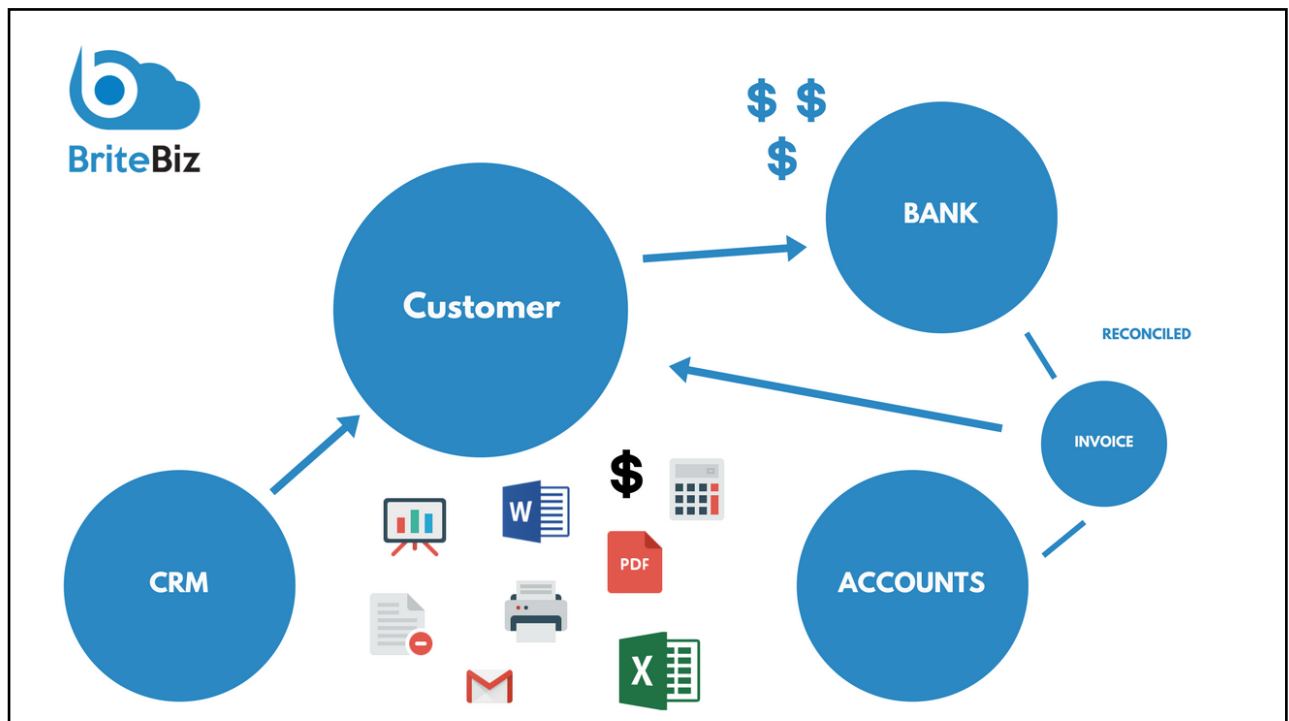 BriteBiz
$ $
$
BANK
Customer
RECONCILED
INVOICE
$
W
PDF
CRM
ACCOUNTS
X